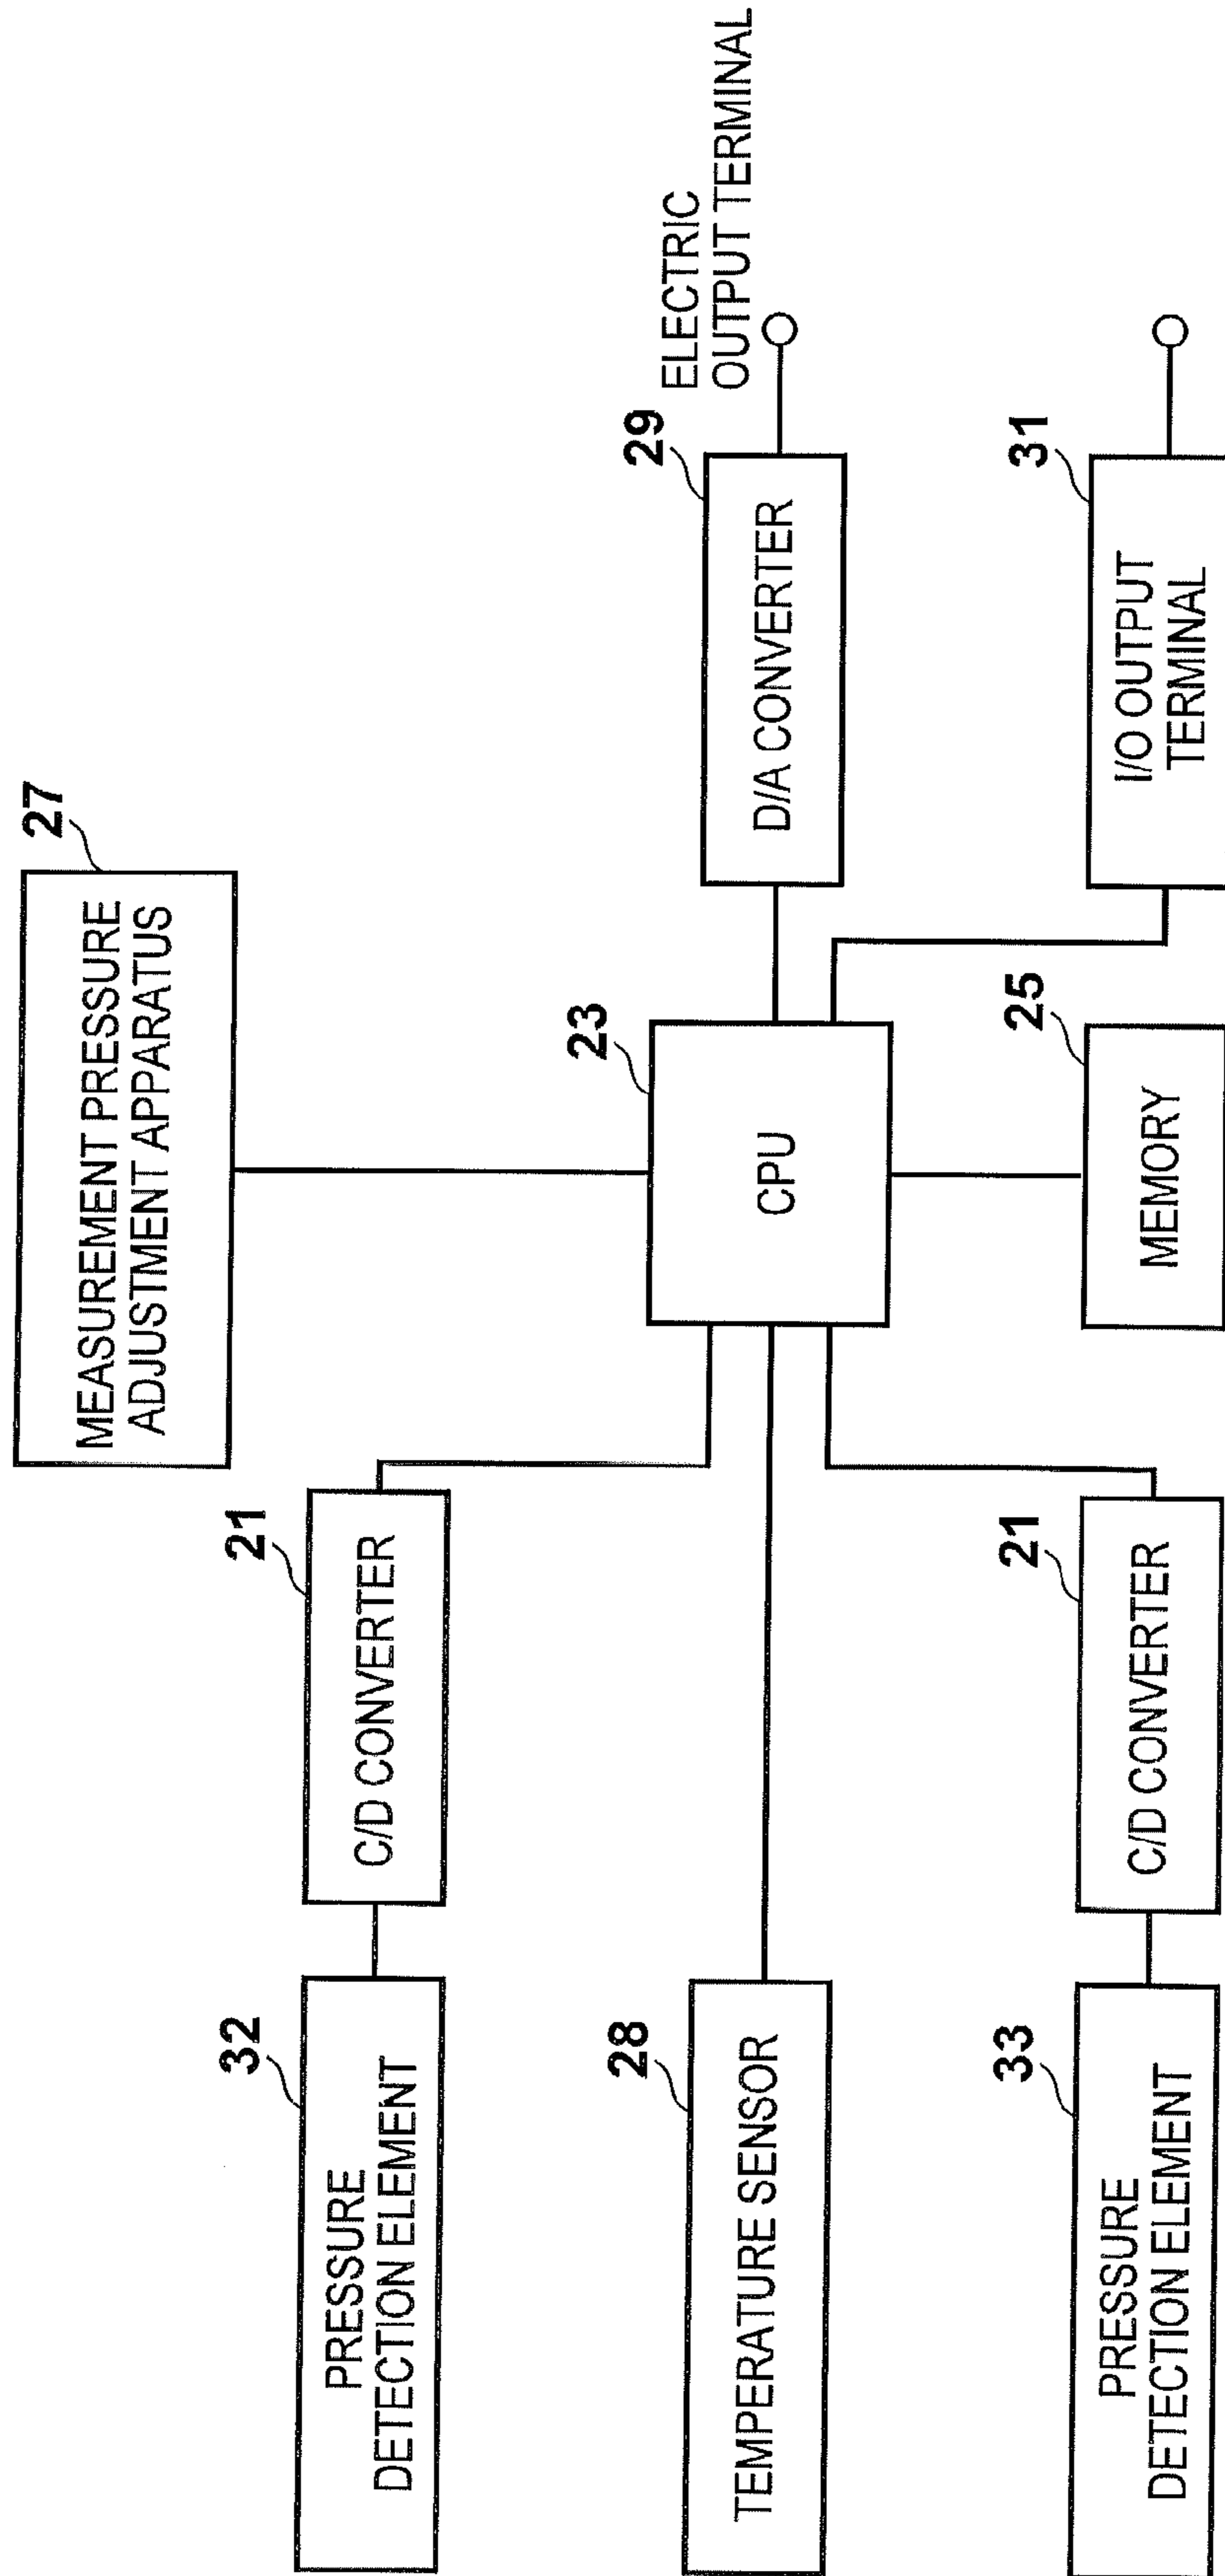 27
MEASUREMENT PRESSURE
ADJUSTMENT APPARATUS
32
PRESSURE
DETECTION ELEMENT
21
C/D CONVERTER
28
TEMPERATURE SENSOR
23
CPU
29
D/A CONVERTER
ELECTRIC
OUTPUT TERMINAL
33
PRESSURE
DETECTION ELEMENT
21
C/D CONVERTER
25
MEMORY
31
I/O OUTPUT
TERMINAL